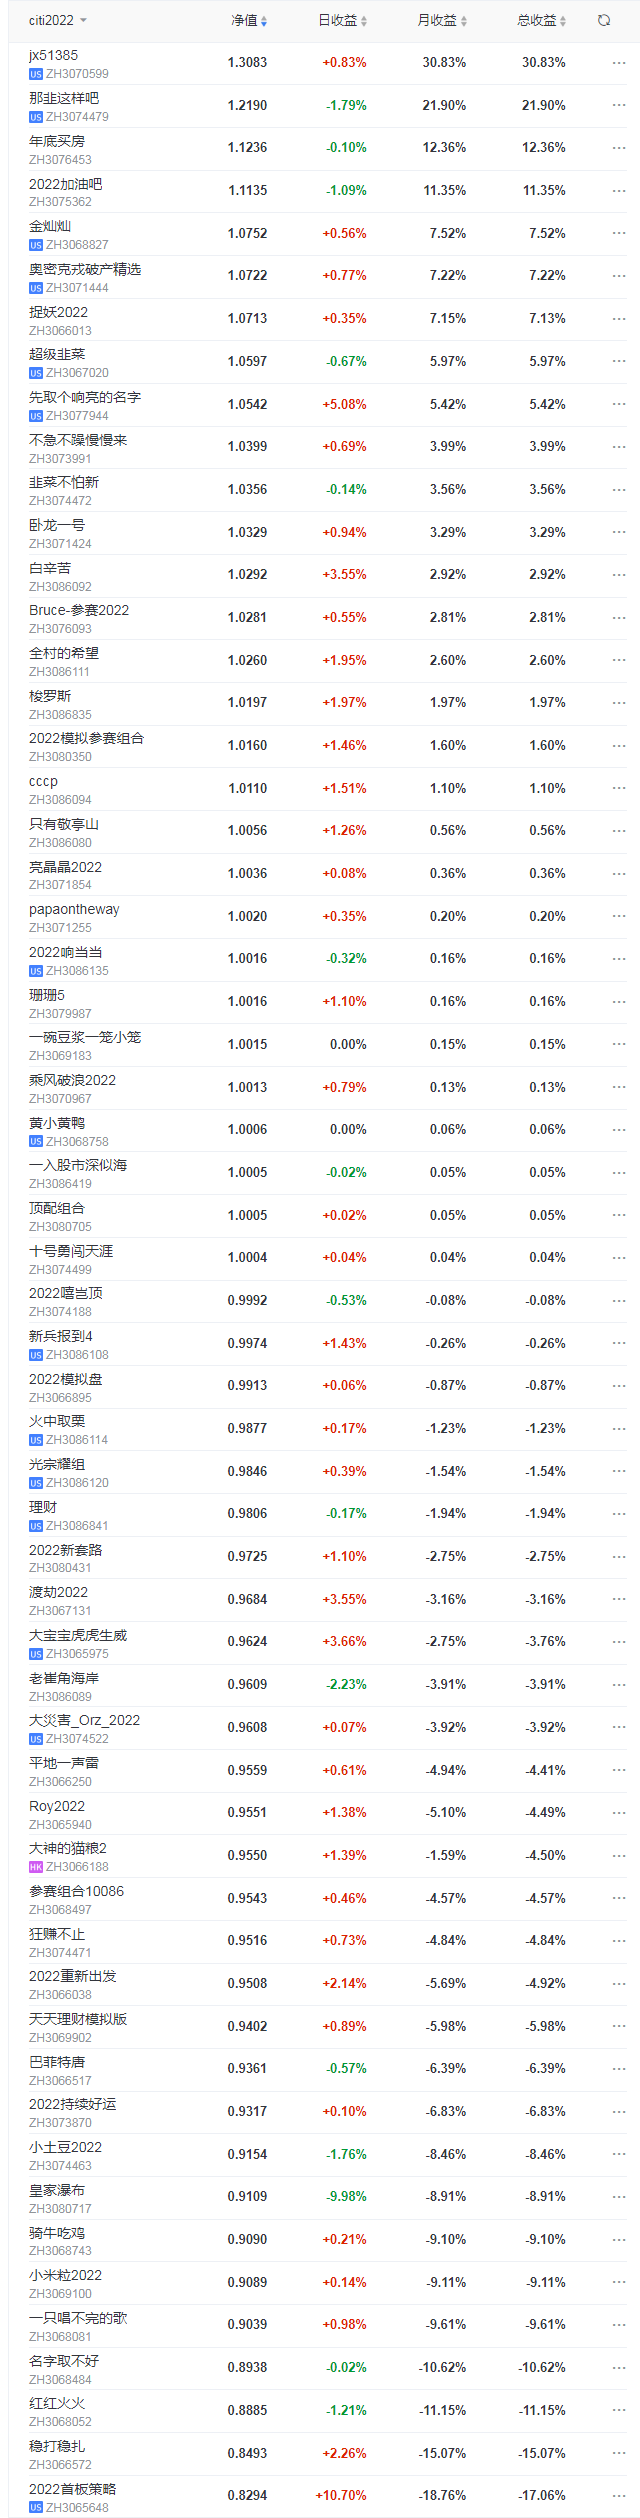 citi2022 净值 日收益 月收益 总收益
jx51385
US ZH3070599 1.3083 +0.83% 30.83% 30.83%
那韭这样吧
US ZH3074479 1.2190 -1.79% 21.90% 21.90%
年底买房
ZH3076453 1.1236 -0.10% 12.36% 12.36%
2022加油吧
ZH3075362 1.1135 -1.09% 11.35% 11.35%
金灿灿
US ZH3068827 1.0752 +0.56% 7.52% 7.52%
奥密克戎破产精选
US ZH3071444 1.0722 +0.77% 7.22% 7.22%
捉妖2022
ZH3066013 1.0713 +0.35% 7.15% 7.13%
超级韭菜
US ZH3067020 1.0597 -0.67% 5.97% 5.97%
先取个响亮的名字
US ZH3077944 1.0542 +5.08% 5.42% 5.42%
不急不躁慢慢来
ZH3073991 1.0399 +0.69% 3.99% 3.99%
韭菜不怕新
ZH3074472 1.0356 -0.14% 3.56% 3.56%
卧龙一号
ZH3071424 1.0329 +0.94% 3.29% 3.29%
白辛苦
ZH3086092 1.0292 +3.55% 2.92% 2.92%
Bruce-参赛2022
ZH3076093 1.0281 +0.55% 2.81% 2.81%
全村的希望
ZH3086111 1.0260 +1.95% 2.60% 2.60%
梭罗斯
ZH3086835 1.0197 +1.97% 1.97% 1.97%
2022模拟参赛组合
ZH3080350 1.0160 +1.46% 1.60% 1.60%
cccp
ZH3086094 1.0110 +1.51% 1.10% 1.10%
只有敬亭山
ZH3086080 1.0056 +1.26% 0.56% 0.56%
亮晶晶2022
ZH3071854 1.0036 +0.08% 0.36% 0.36%
papaontheway
ZH3071255 1.0020 +0.35% 0.20% 0.20%
2022响当当
US ZH3086135 1.0016 -0.32% 0.16% 0.16%
珊珊5
ZH3079987 1.0016 +1.10% 0.16% 0.16%
一碗豆浆一笼小笼
ZH3069183 1.0015 0.00% 0.15% 0.15%
乘风破浪2022
ZH3070967 1.0013 +0.79% 0.13% 0.13%
黄小黄鸭
US ZH3068758 1.0006 0.00% 0.06% 0.06%
一入股市深似海
ZH3086419 1.0005 -0.02% 0.05% 0.05%
顶配组合
ZH3080705 1.0005 +0.02% 0.05% 0.05%
十号勇闯天涯
ZH3074499 1.0004 +0.04% 0.04% 0.04%
2022嘻岂顶
ZH3074188 0.9992 -0.53% -0.08% -0.08%
新兵报到4
US ZH3086108 0.9974 +1.43% -0.26% -0.26%
2022模拟盘
ZH3066895 0.9913 +0.06% -0.87% -0.87%
火中取栗
US ZH3086114 0.9877 +0.17% -1.23% -1.23%
光宗耀组
US ZH3086120 0.9846 +0.39% -1.54% -1.54%
理财
US ZH3086841 0.9806 -0.17% -1.94% -1.94%
2022新套路
ZH3080431 0.9725 +1.10% -2.75% -2.75%
渡劫2022
ZH3067131 0.9684 +3.55% -3.16% -3.16%
大宝宝虎虎生威
US ZH3065975 0.9624 +3.66% -2.75% -3.76%
老崔角海岸
ZH3086089 0.9609 -2.23% -3.91% -3.91%
大災害_Orz_2022
US ZH3074522 0.9608 +0.07% -3.92% -3.92%
平地一声雷
ZH3066250 0.9559 +0.61% -4.94% -4.41%
Roy2022
ZH3065940 0.9551 +1.38% -5.10% -4.49%
大神的猫粮2
HK ZH3066188 0.9550 +1.39% -1.59% -4.50%
参赛组合10086
ZH3068497 0.9543 +0.46% -4.57% -4.57%
狂赚不止
ZH3074471 0.9516 +0.73% -4.84% -4.84%
2022重新出发
ZH3066038 0.9508 +2.14% -5.69% -4.92%
天天理财模拟版
ZH3069902 0.9402 +0.89% -5.98% -5.98%
巴菲特唐
ZH3066517 0.9361 -0.57% -6.39% -6.39%
2022持续好运
ZH3073870 0.9317 +0.10% -6.83% -6.83%
小土豆2022
ZH3074463 0.9154 -1.76% -8.46% -8.46%
皇家瀑布
ZH3080717 0.9109 -9.98% -8.91% -8.91%
骑牛吃鸡
ZH3068743 0.9090 +0.21% -9.10% -9.10%
小米粒2022
ZH3069100 0.9089 +0.14% -9.11% -9.11%
一只唱不完的歌
ZH3068081 0.9039 +0.98% -9.61% -9.61%
名字取不好
ZH3068484 0.8938 -0.02% -10.62% -10.62%
红红火火
ZH3068052 0.8885 -1.21% -11.15% -11.15%
稳打稳扎
ZH3066572 0.8493 +2.26% -15.07% -15.07%
2022首板策略
US ZH3065648 0.8294 +10.70% -18.76% -17.06%